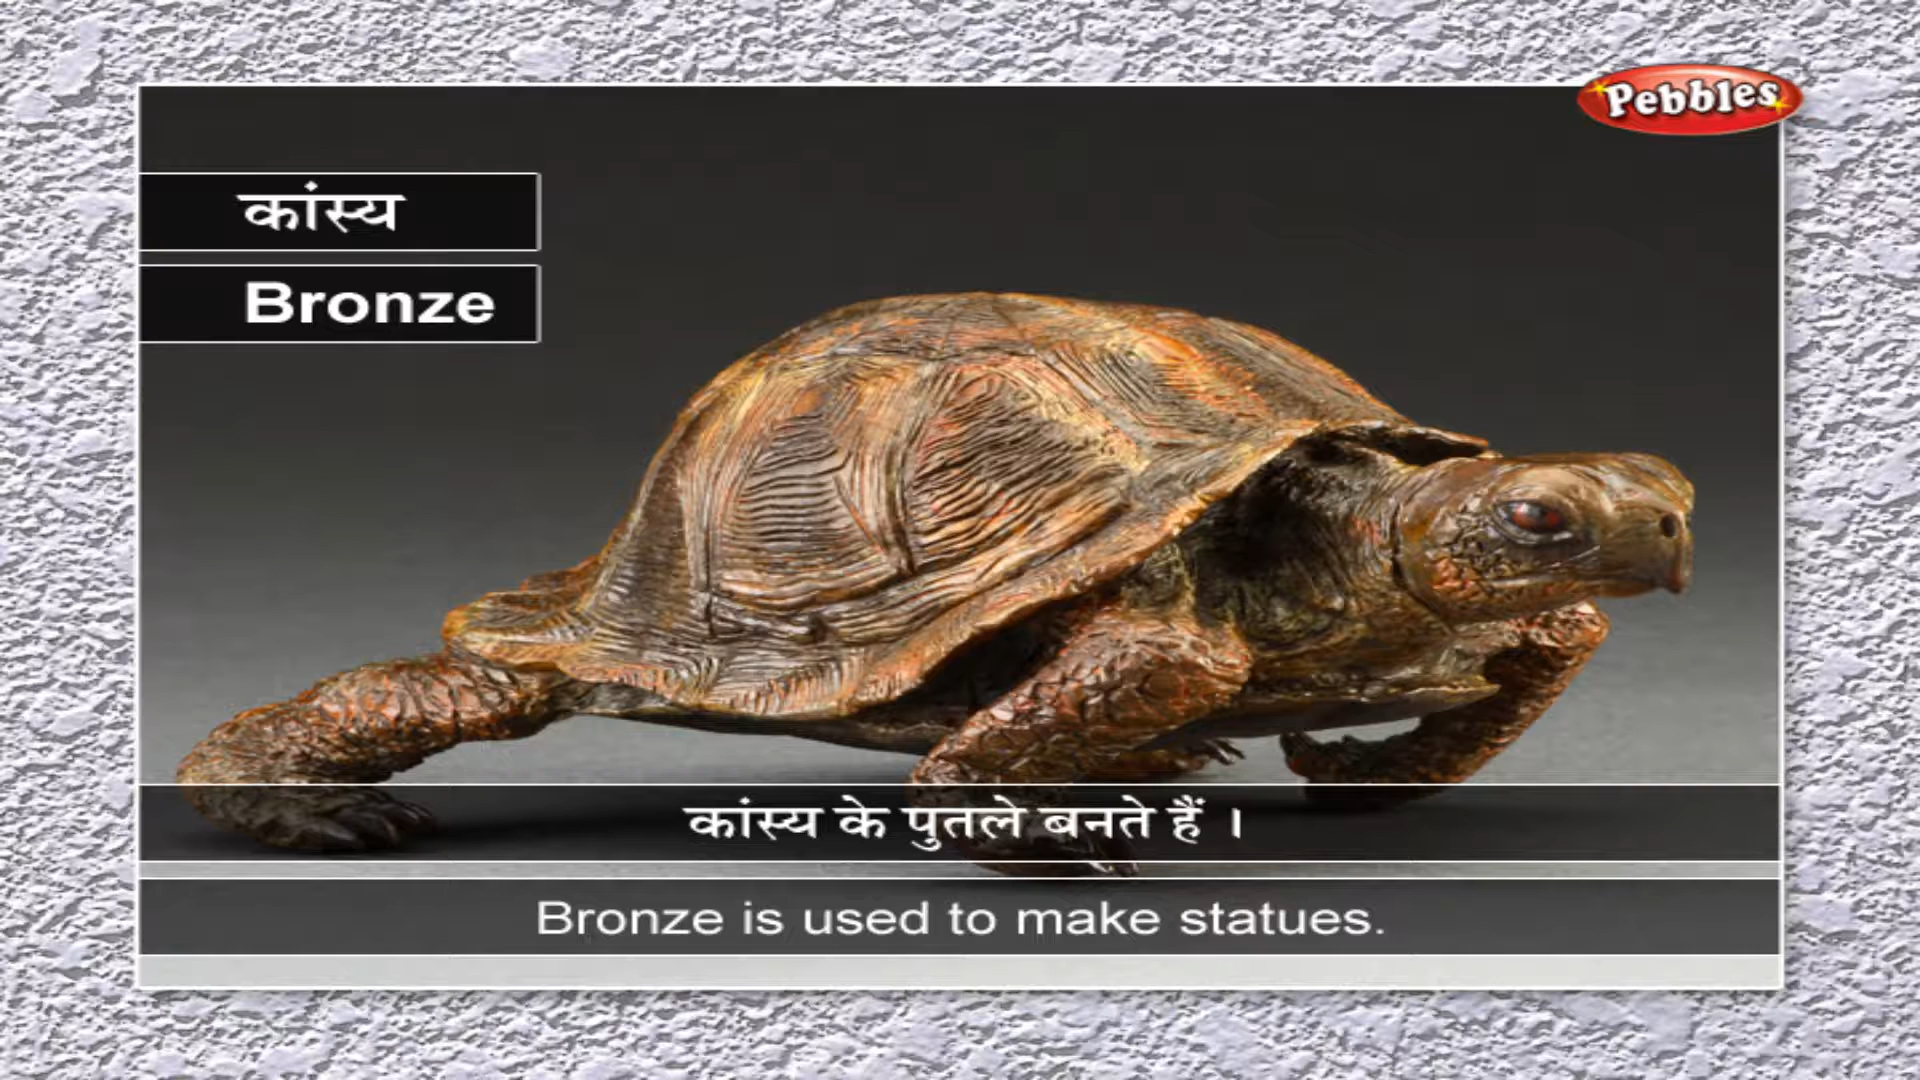 Pebbles
कांस्य
Bronze
कांस्य के पुतले बनते हैं ।
Bronze is used to make statues.